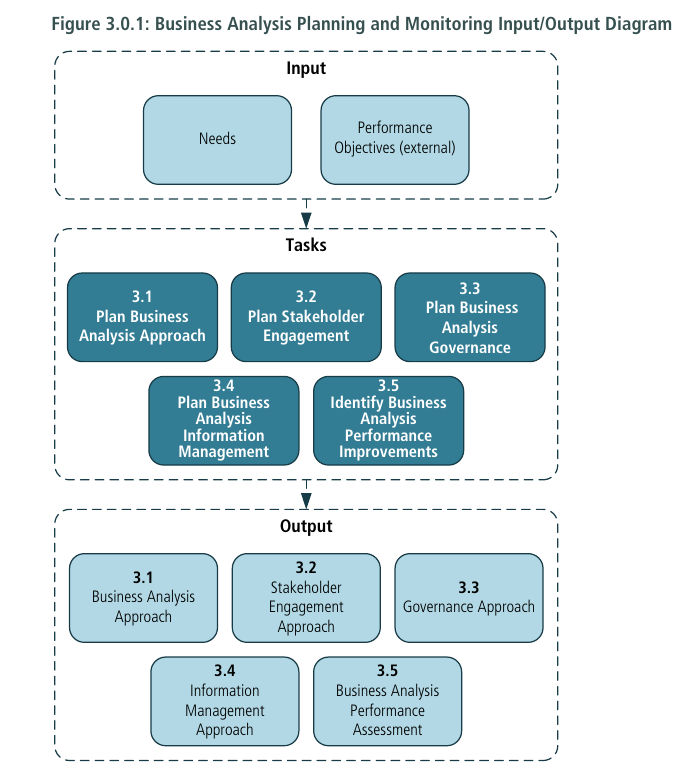 Figure 3.0.1: Business Analysis Planning and Monitoring Input/Output Diagram
Input
Needs
Performance
Objectives (external)
Tasks
3.1
Plan Business
Analysis Approach
3.2
Plan Stakeholder
Engagement
3.3
Plan Business
Analysis
Governance
3.4
Plan Business
Analysis
Information
Management
3.5
Identify Business
Analysis
Performance
Improvements
Output
3.1
Business Analysis
Approach
3.2
Stakeholder
Engagement
Approach
3.3
Governance Approach
3.4
Information
Management
Approach
3.5
Business Analysis
Performance
Assessment